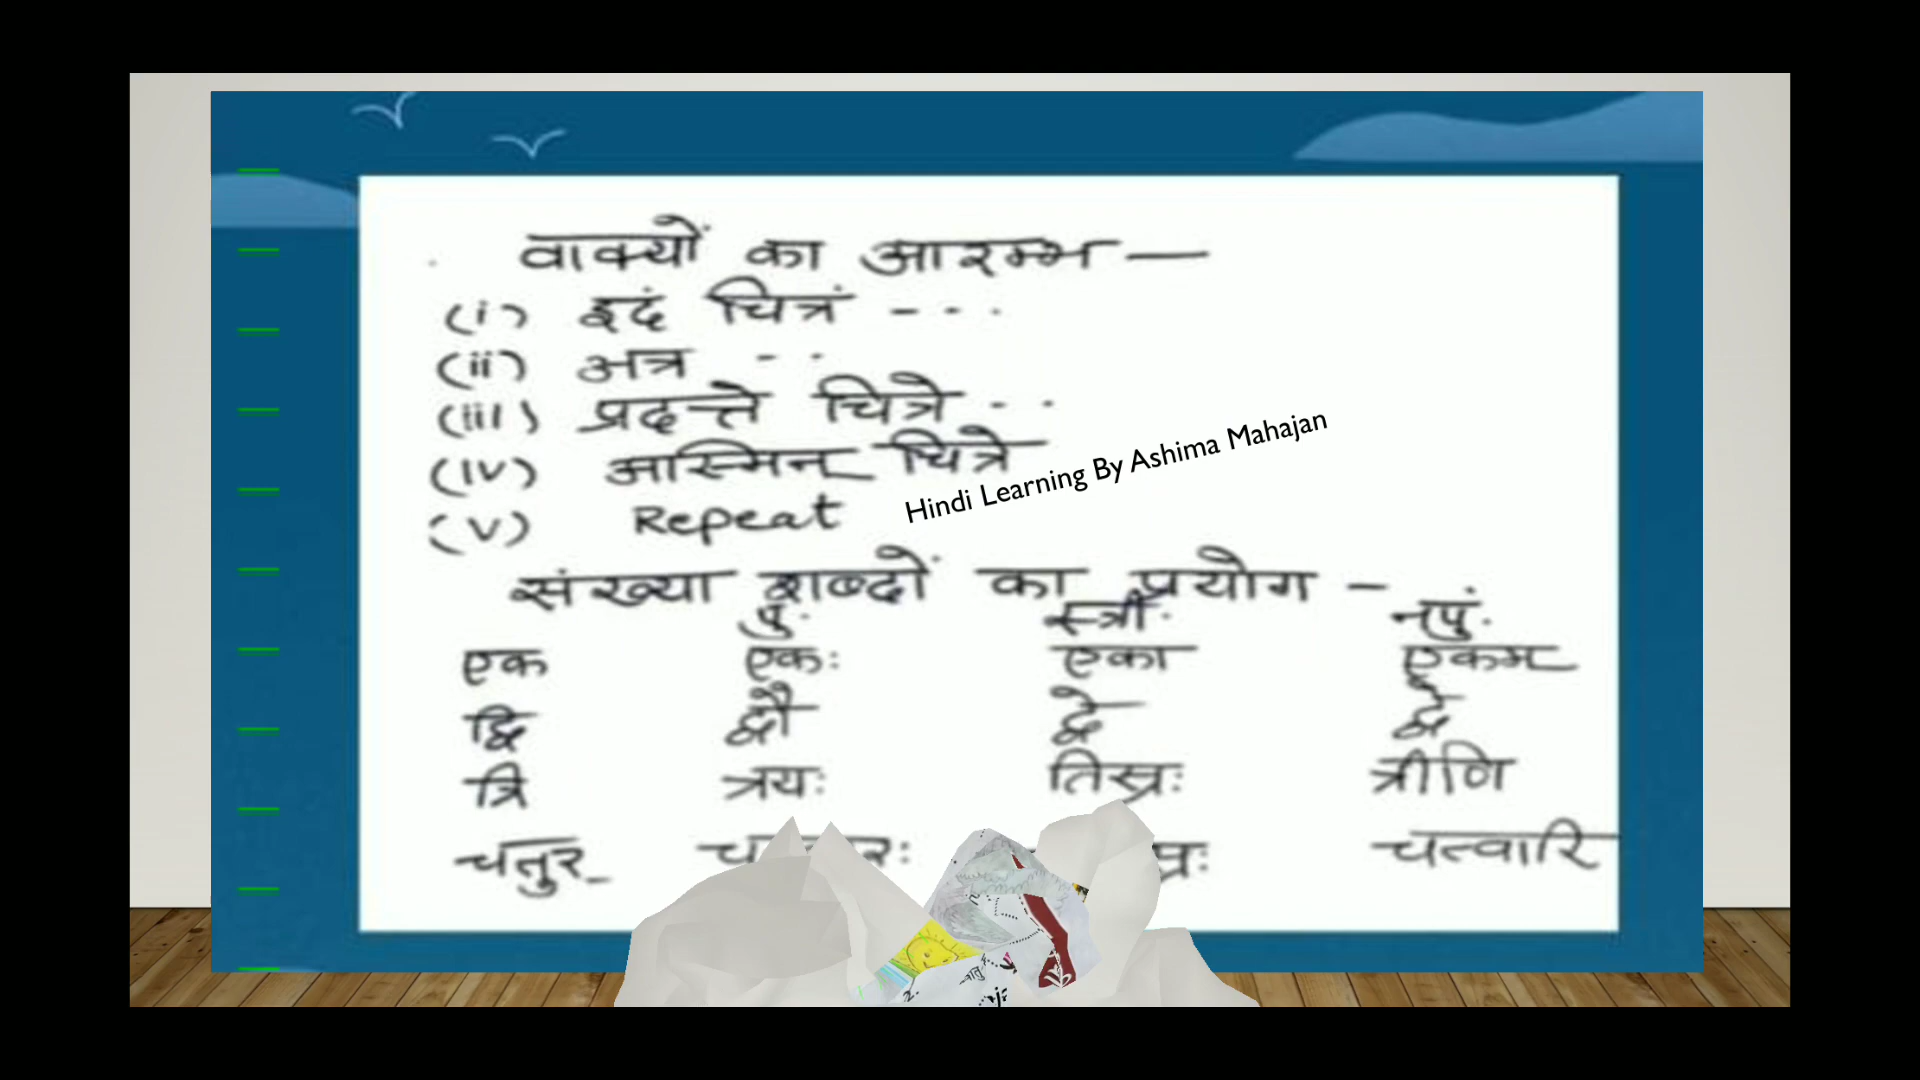 वाक्यों का आरम्भ —
(i) इदं चित्रं - - -
(ii) अत्र - -
(iii) प्रदत्ते चित्रे - -
(iv) अस्मिन् चित्रे
(v) Repeat
Hindi Learning By Ashima Mahajan
संख्या शब्दों का प्रयोग -
पु. स्त्री. नपुं.
एक एकः एका एकम्
द्वि द्वौ द्वे द्वे
त्रि त्रयः तिस्रः त्रीणि
चतुर् चत्वारि